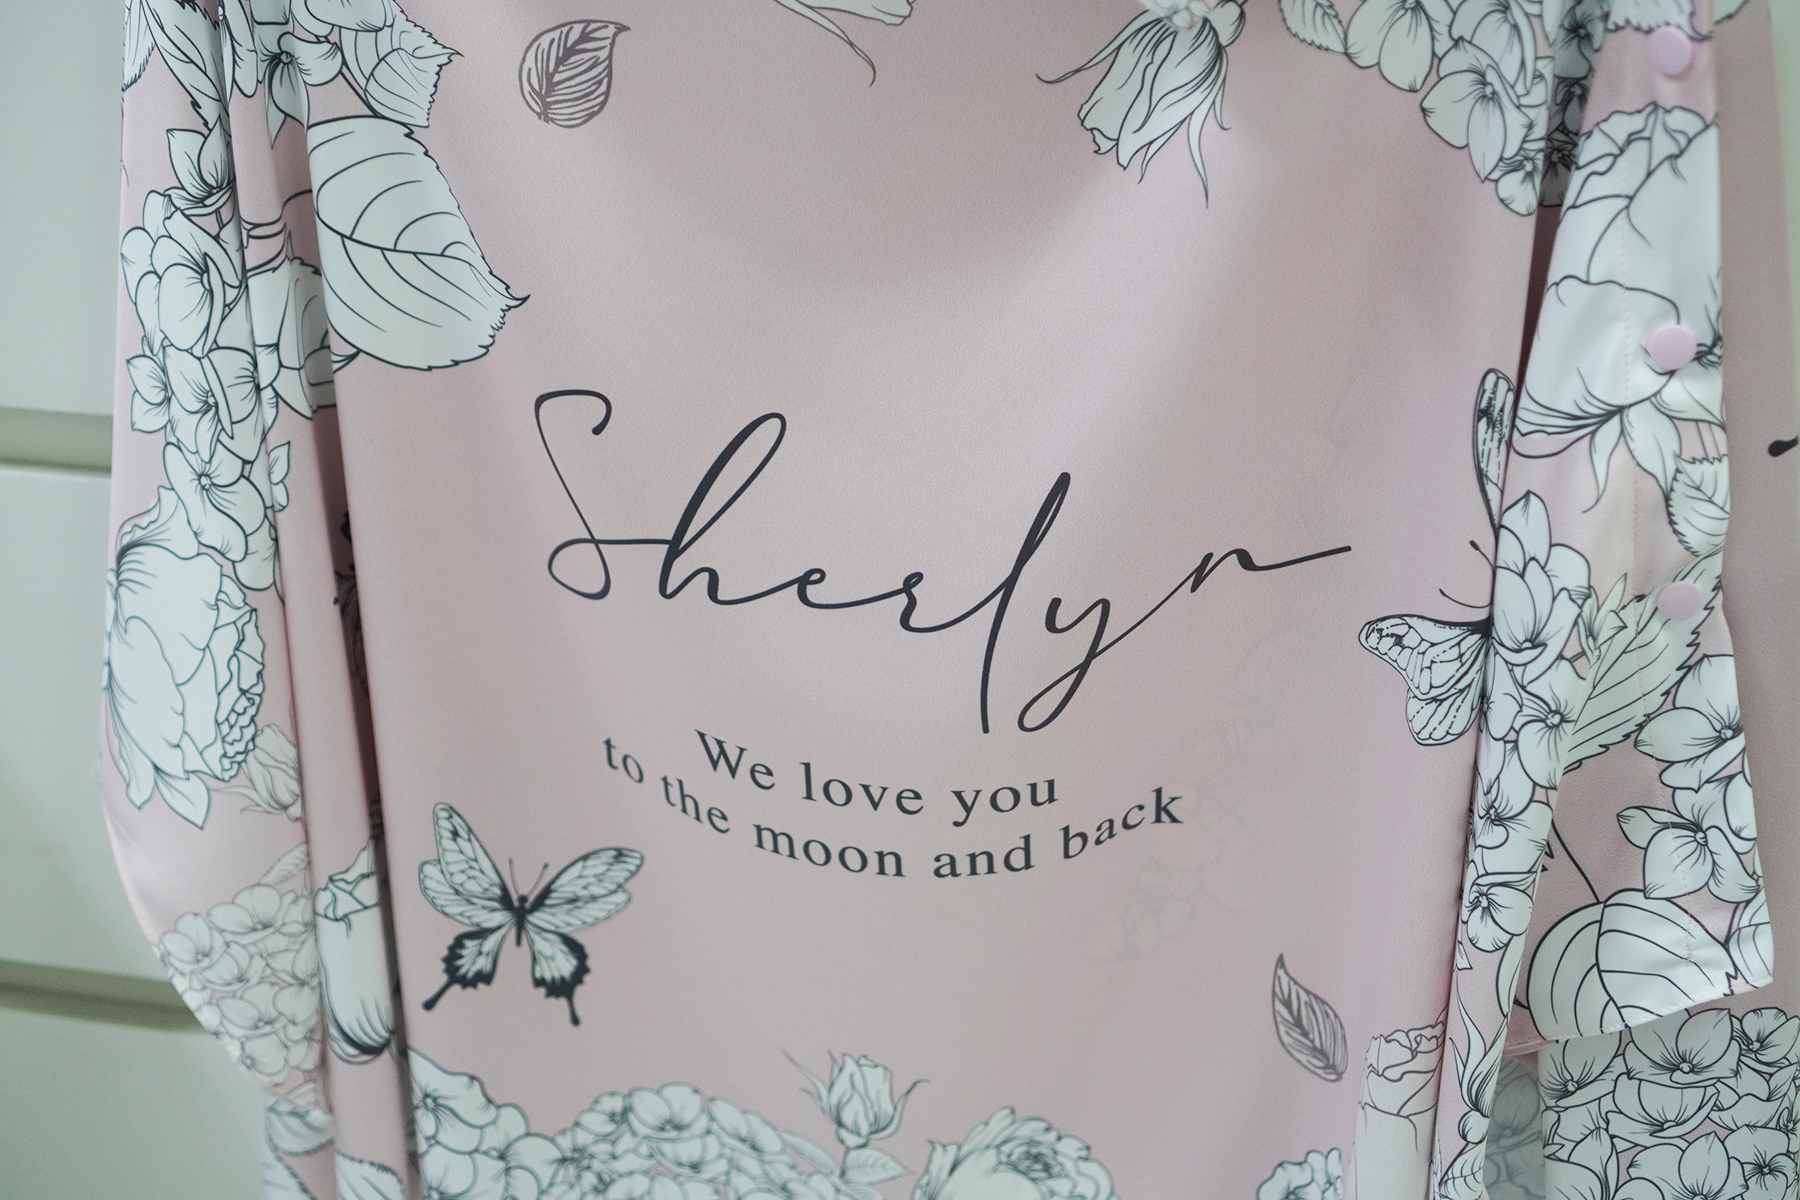 Sherlyn
We love you
to the moon and back